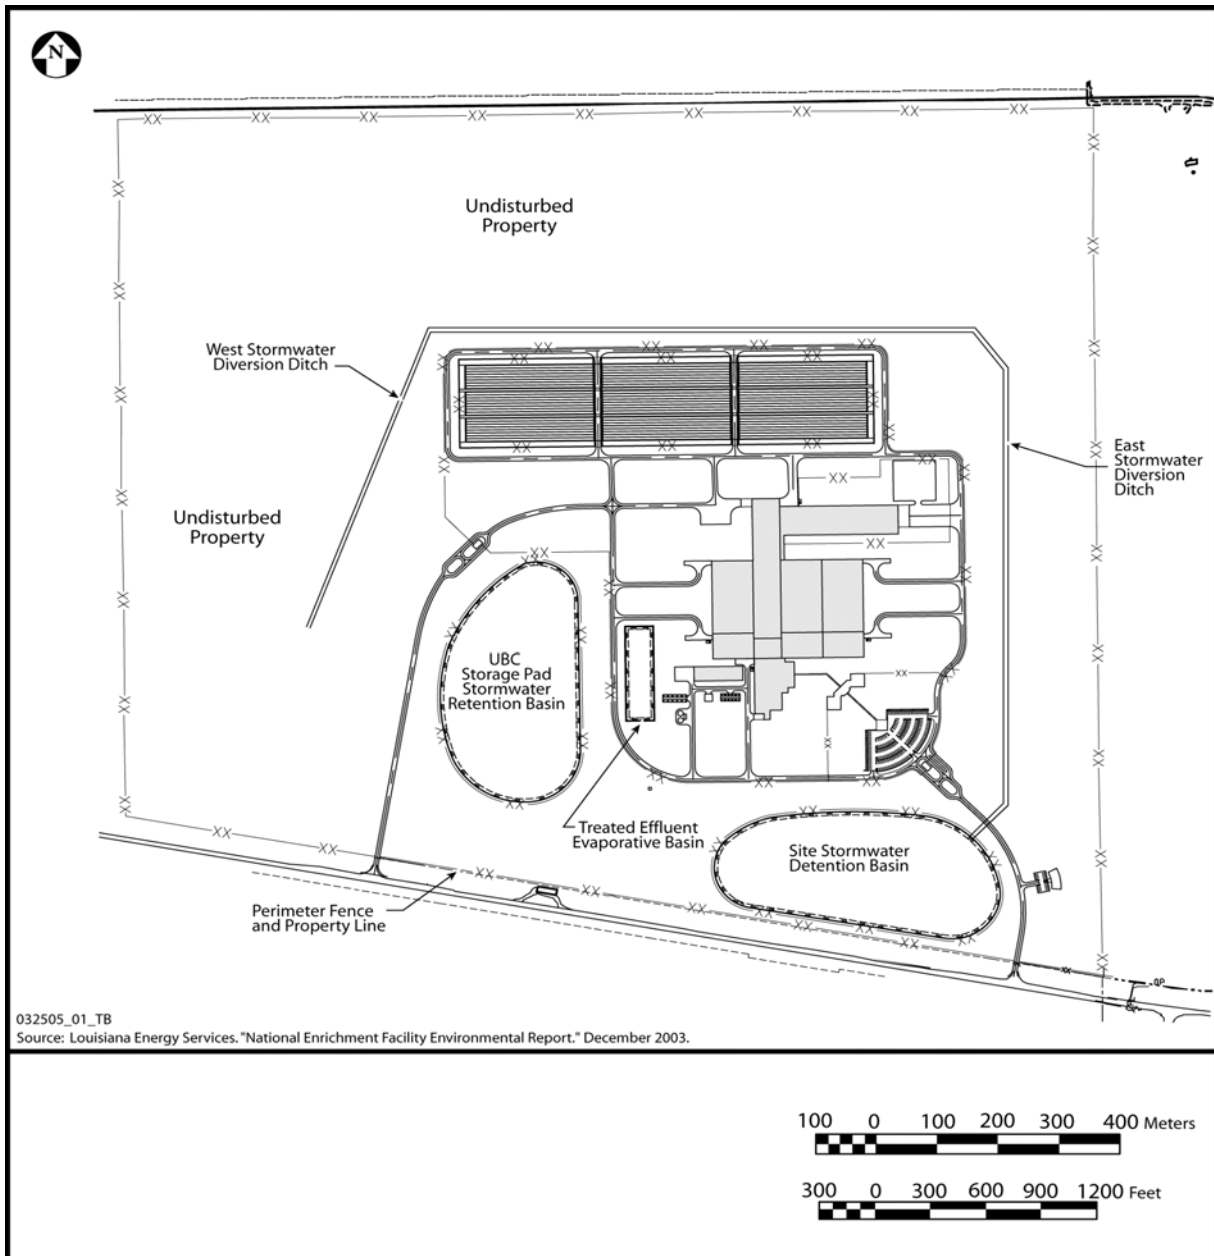 N
Undisturbed
Property
West Stormwater
Diversion Ditch
East
Stormwater
Diversion
Ditch
Undisturbed
Property
UBC
Storage Pad
Stormwater
Retention Basin
Treated Effluent
Evaporative Basin
Site Stormwater
Detention Basin
Perimeter Fence
and Property Line
032505_01_TB
Source: Louisiana Energy Services. "National Enrichment Facility Environmental Report." December 2003.
100 0 100 200 300 400 Meters
300 0 300 600 900 1200 Feet